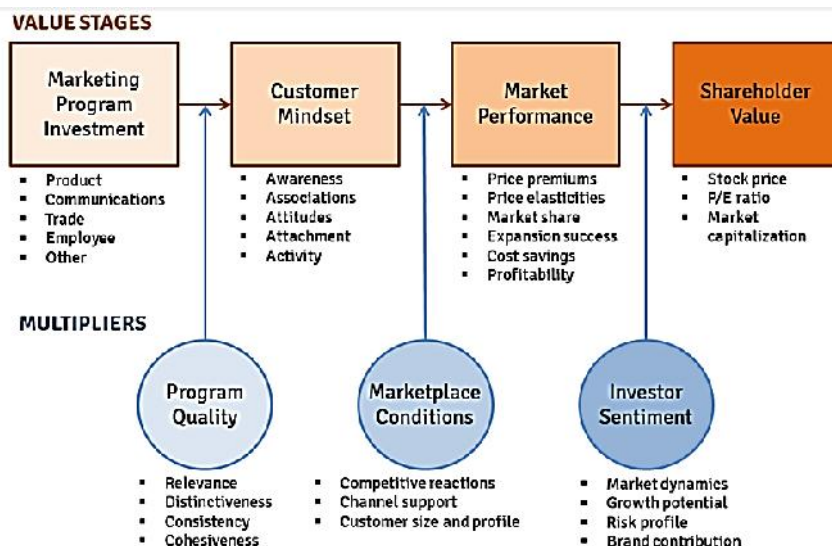 VALUE STAGES
Marketing
Program
Investment
Customer
Mindset
Market
Performance
Shareholder
Value
▪ Product
▪ Communications
▪ Trade
▪ Employee
▪ Other
▪ Awareness
▪ Associations
▪ Attitudes
▪ Attachment
▪ Activity
▪ Price premiums
▪ Price elasticities
▪ Market share
▪ Expansion success
▪ Cost savings
▪ Profitability
▪ Stock price
▪ P/E ratio
▪ Market
capitalization
MULTIPLIERS
Program
Quality
Marketplace
Conditions
Investor
Sentiment
▪ Relevance
▪ Distinctiveness
▪ Consistency
▪ Cohesiveness
▪ Competitive reactions
▪ Channel support
▪ Customer size and profile
▪ Market dynamics
▪ Growth potential
▪ Risk profile
▪ Brand contribution